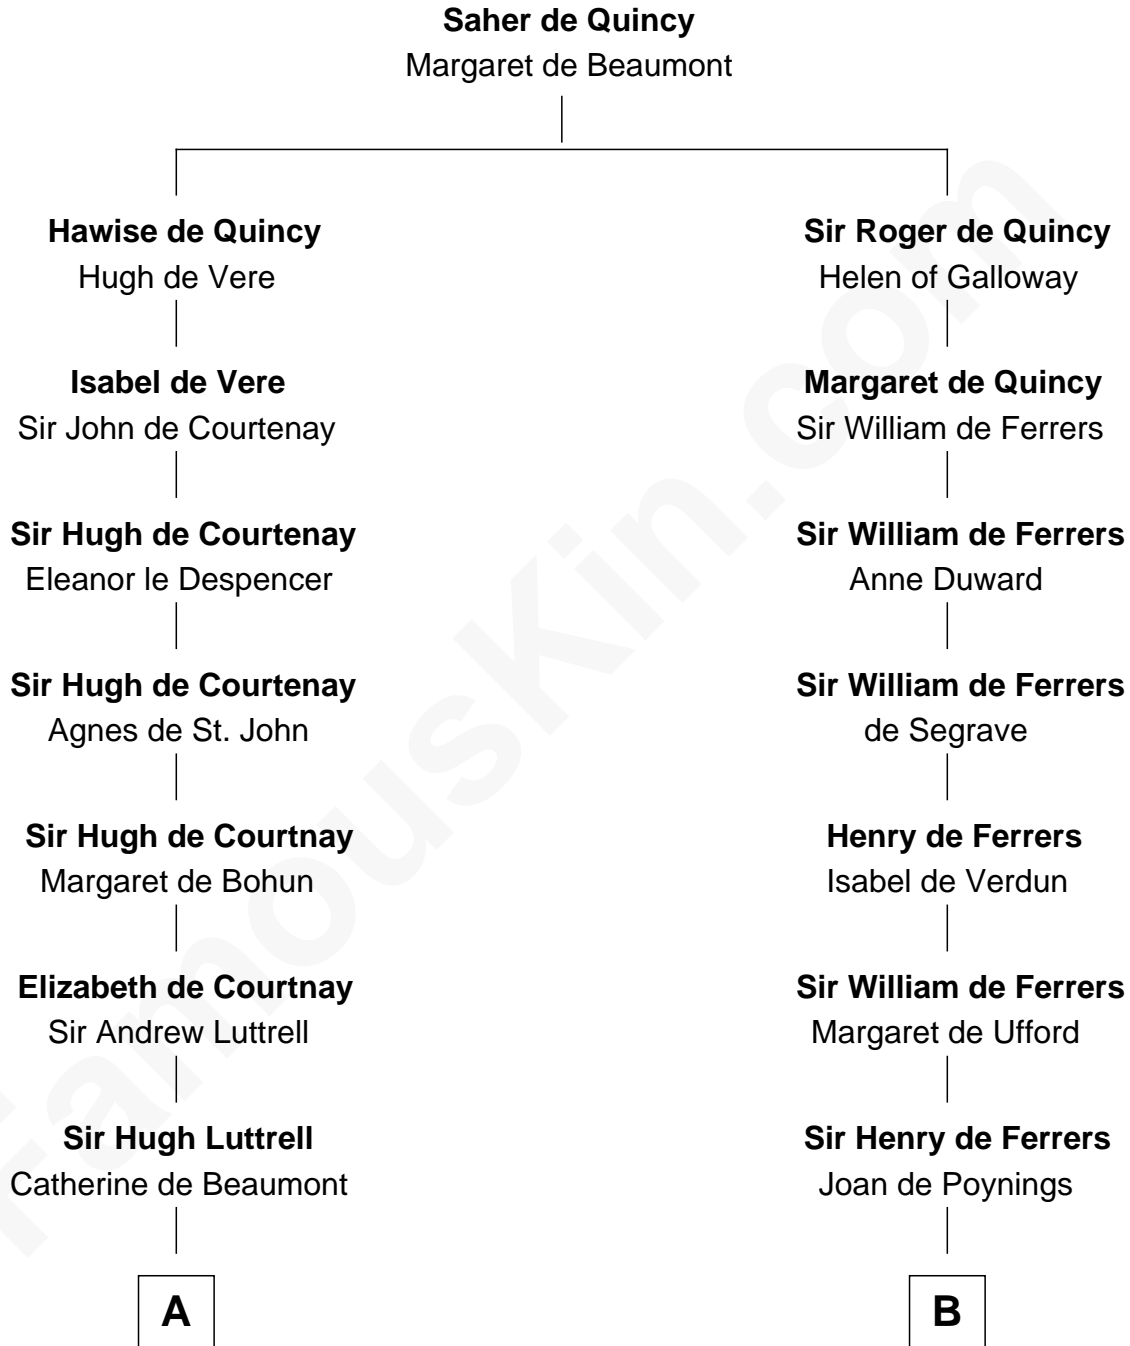 Saher de Quincy
Margaret de Beaumont
Hawise de Quincy
Hugh de Vere
Isabel de Vere
Sir John de Courtenay
Sir Hugh de Courtenay
Eleanor le Despencer
Sir Hugh de Courtenay
Agnes de St. John
Sir Hugh de Courtnay
Margaret de Bohun
Elizabeth de Courtnay
Sir Andrew Luttrell
Sir Hugh Luttrell
Catherine de Beaumont
A
Sir Roger de Quincy
Helen of Galloway
Margaret de Quincy
Sir William de Ferrers
Sir William de Ferrers
Anne Duward
Sir William de Ferrers
de Segrave
Henry de Ferrers
Isabel de Verdun
Sir William de Ferrers
Margaret de Ufford
Sir Henry de Ferrers
Joan de Poynings
B
FamousKin.com